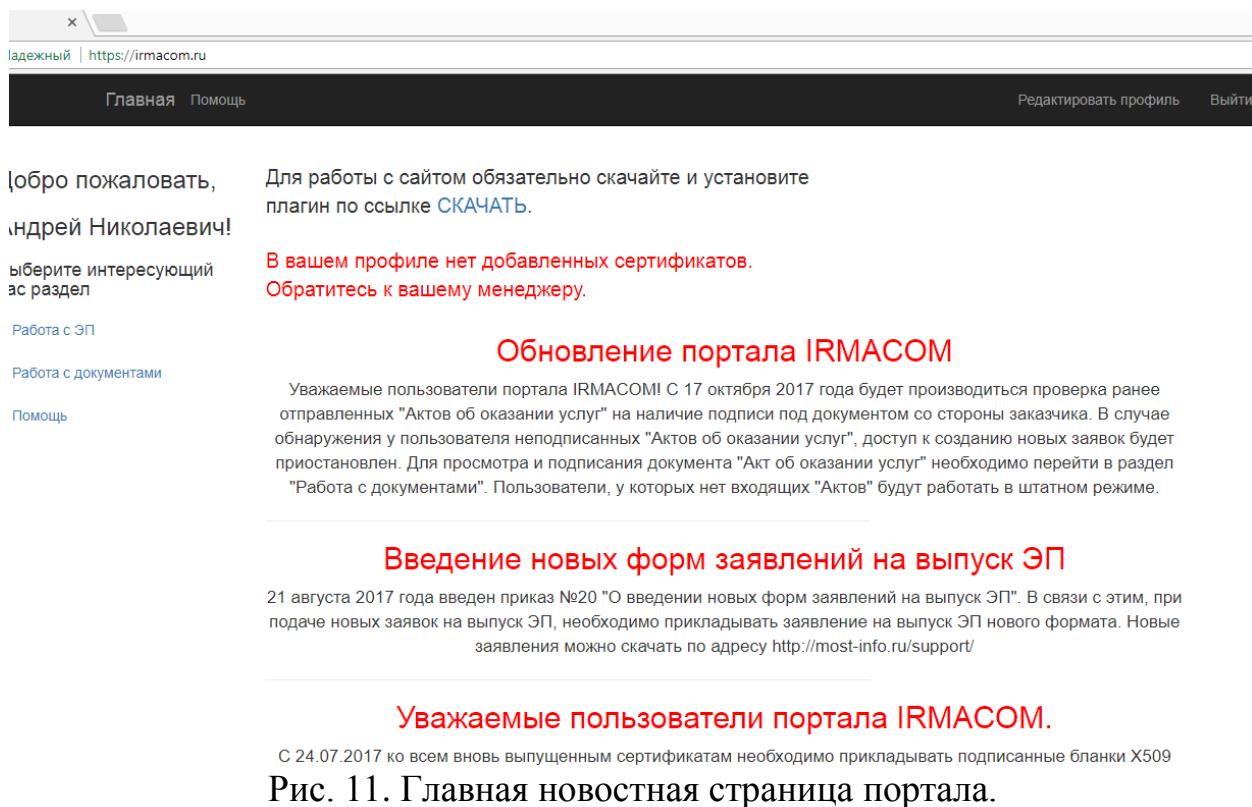 ×
Надежный | https://irmacom.ru
Главная Помощь Редактировать профиль Выйти
Добро пожаловать,
Андрей Николаевич!
Выберите интересующий
вас раздел
Работа с ЭП
Работа с документами
Помощь
Для работы с сайтом обязательно скачайте и установите
плагин по ссылке СКАЧАТЬ.
В вашем профиле нет добавленных сертификатов.
Обратитесь к вашему менеджеру.
Обновление портала IRMACOM
Уважаемые пользователи портала IRMACOM! С 17 октября 2017 года будет производиться проверка ранее
отправленных "Актов об оказании услуг" на наличие подписи под документом со стороны заказчика. В случае
обнаружения у пользователя неподписанных "Актов об оказании услуг", доступ к созданию новых заявок будет
приостановлен. Для просмотра и подписания документа "Акт об оказании услуг" необходимо перейти в раздел
"Работа с документами". Пользователи, у которых нет входящих "Актов" будут работать в штатном режиме.
Введение новых форм заявлений на выпуск ЭП
21 августа 2017 года введен приказ №20 "О введении новых форм заявлений на выпуск ЭП". В связи с этим, при
подаче новых заявок на выпуск ЭП, необходимо прикладывать заявление на выпуск ЭП нового формата. Новые
заявления можно скачать по адресу http://most-info.ru/support/
Уважаемые пользователи портала IRMACOM.
С 24.07.2017 ко всем вновь выпущенным сертификатам необходимо прикладывать подписанные бланки X509
Рис. 11. Главная новостная страница портала.